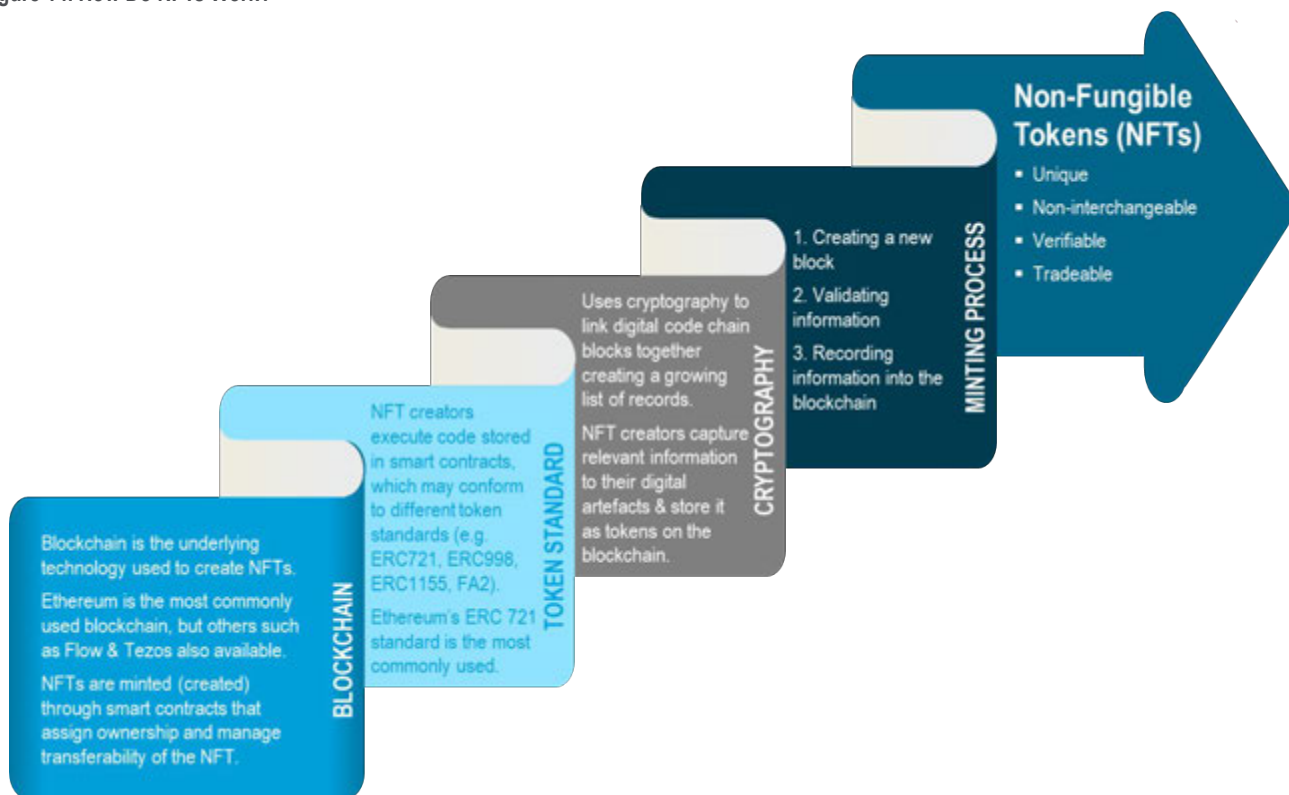 Non-Fungible
Tokens (NFTs)
▪ Unique
▪ Non-interchangeable
▪ Verifiable
▪ Tradeable
1. Creating a new
block
2. Validating
information
3. Recording
information into the
blockchain
MINTING PROCESS
Uses cryptography to
link digital code chain
blocks together
creating a growing
list of records.
NFT creators capture
relevant information
to their digital
artefacts & store it
as tokens on the
blockchain.
CRYPTOGRAPHY
NFT creators
execute code stored
in smart contracts,
which may conform
to different token
standards (e.g.
ERC721, ERC998,
ERC1155, FA2).
Ethereum's ERC 721
standard is the most
commonly used.
TOKEN STANDARD
Blockchain is the underlying
technology used to create NFTs.
Ethereum is the most commonly
used blockchain, but others such
as Flow & Tezos also available.
NFTs are minted (created)
through smart contracts that
assign ownership and manage
transferability of the NFT.
BLOCKCHAIN